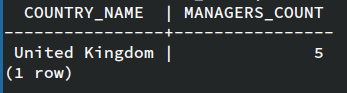 COUNTRY_NAME | MANAGERS_COUNT
----------------+----------------
United Kingdom | 5
(1 row)